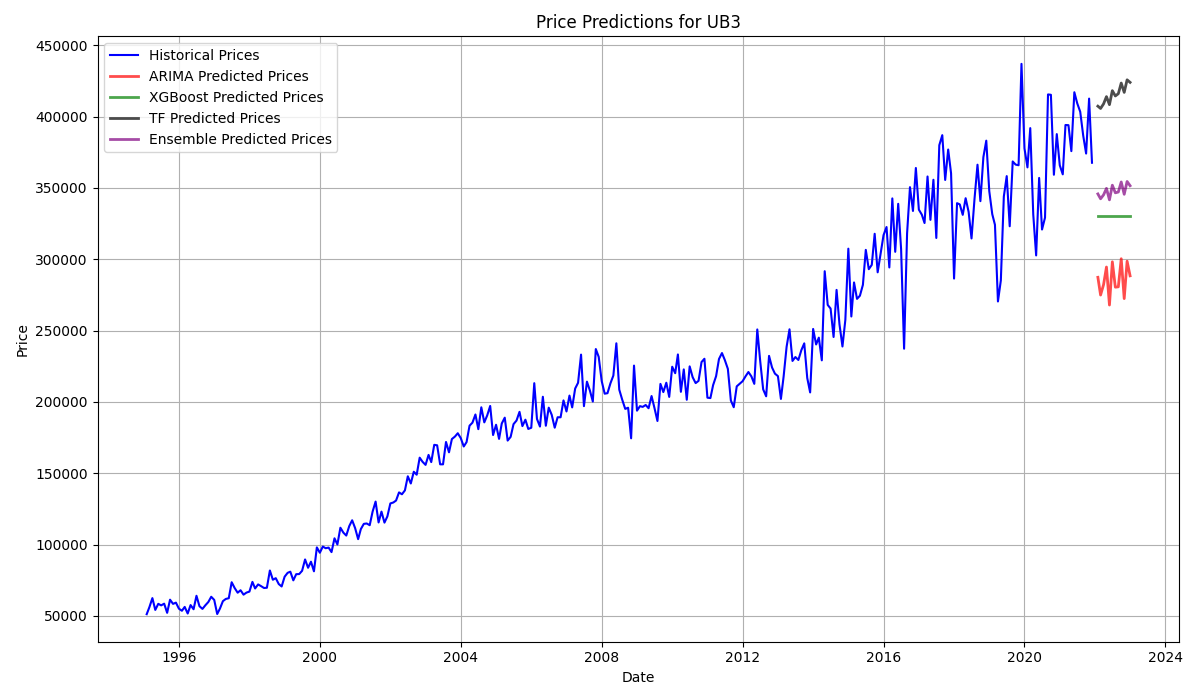 Price Predictions for UB3
450000
400000
350000
300000
250000
200000
150000
100000
50000
Price
Historical Prices
ARIMA Predicted Prices
XGBoost Predicted Prices
TF Predicted Prices
Ensemble Predicted Prices
1996 2000 2004 2008 2012 2016 2020 2024
Date